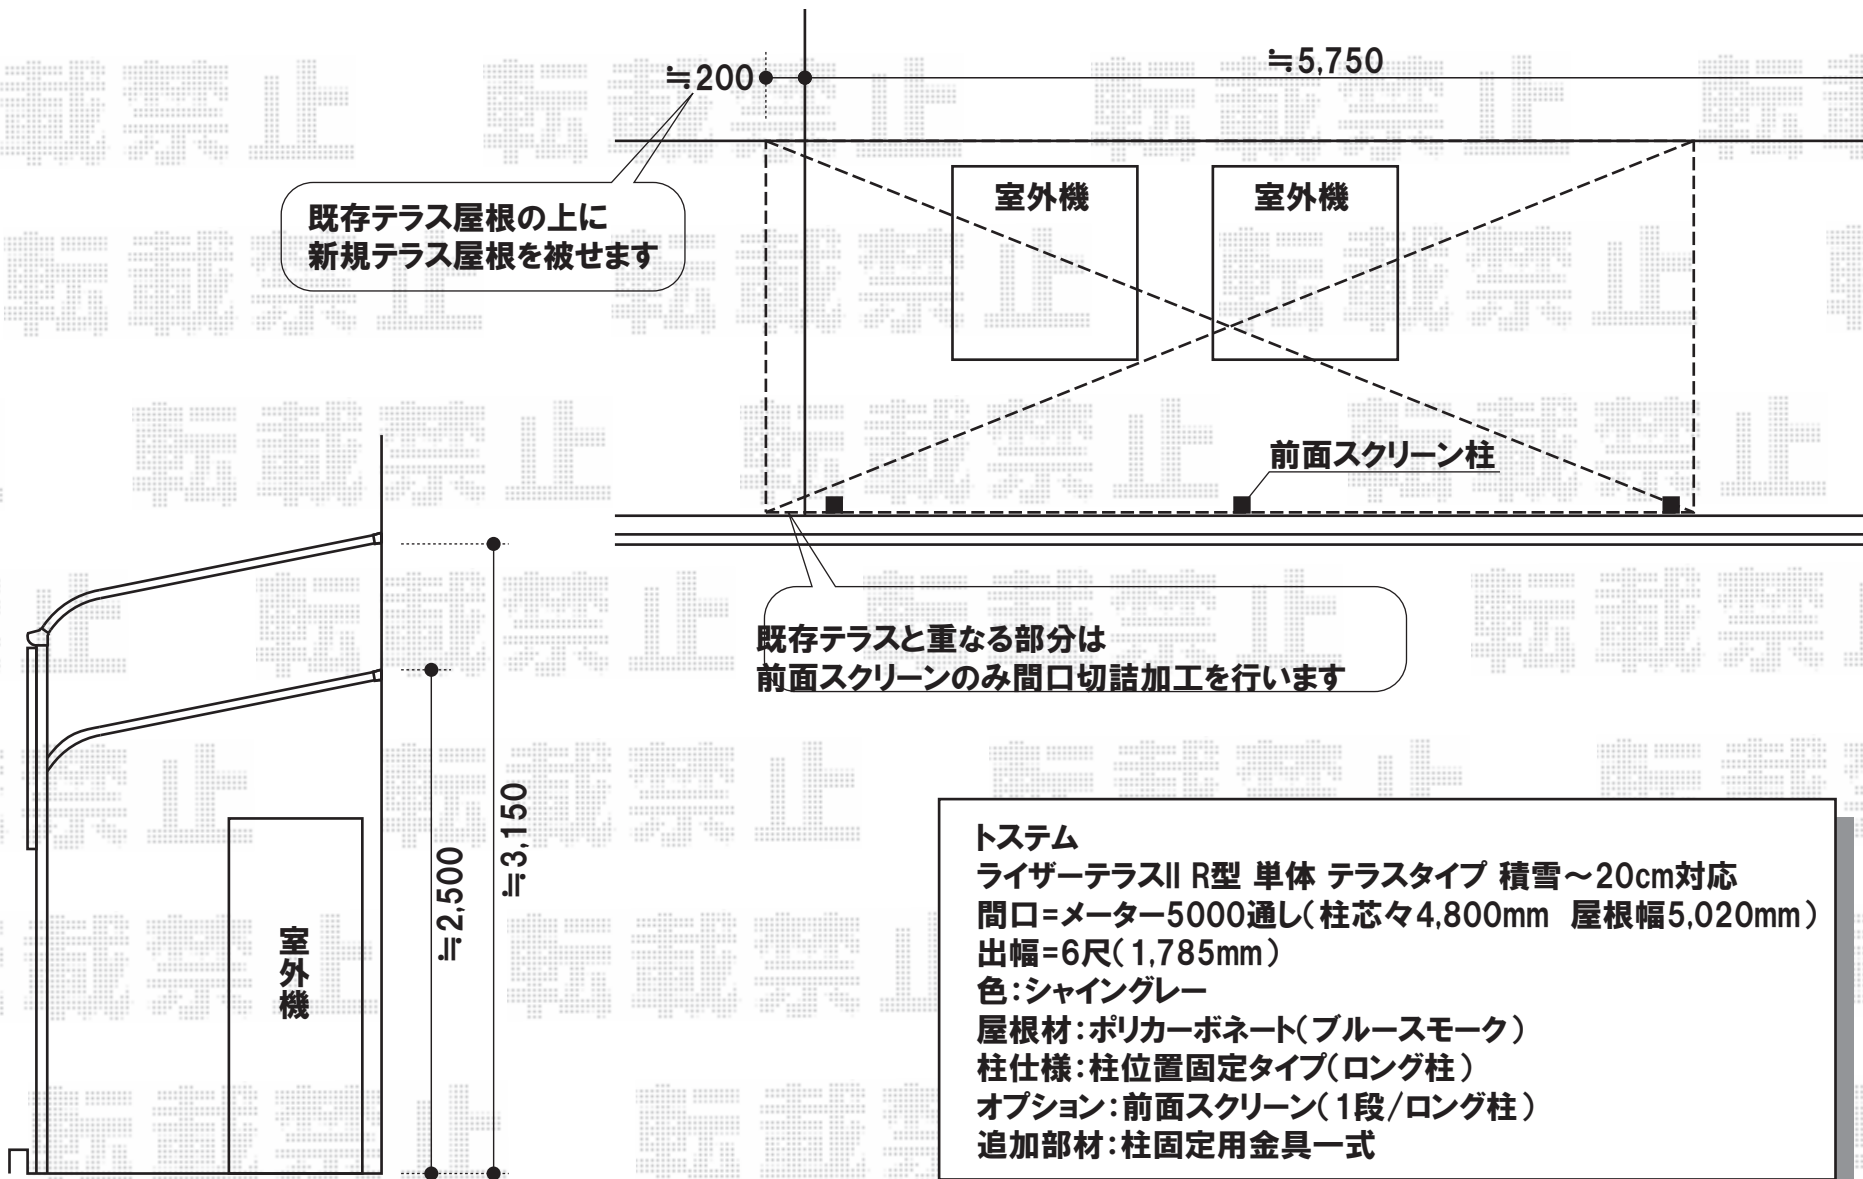 ≒200
≒5,750
既存テラス屋根の上に
新規テラス屋根を被せます
室外機
室外機
前面スクリーン柱
既存テラスと重なる部分は
前面スクリーンのみ間口切詰加工を行います
≒2,500
≒3,150
室外機
トステム
ライザーテラスII R型 単体 テラスタイプ 積雪～20cm対応
間口=メーター5000通し(柱芯々4,800mm 屋根幅5,020mm)
出幅=6尺(1,785mm)
色:シャイングレー
屋根材:ポリカーボネート(ブルースモーク)
柱仕様:柱位置固定タイプ(ロング柱)
オプション:前面スクリーン(1段/ロング柱)
追加部材:柱固定用金具一式
転載禁止